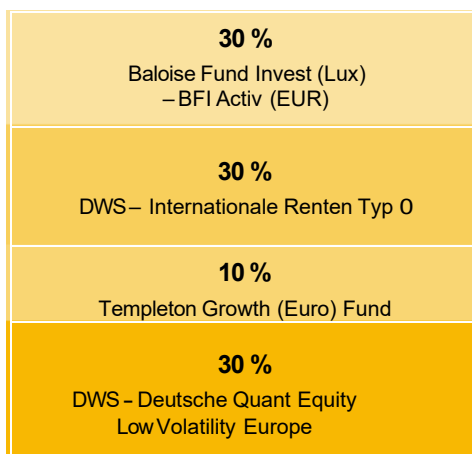 30 %
Baloise Fund Invest (Lux)
– BFI Activ (EUR)
30 %
DWS – Internationale Renten Typ O
10 %
Templeton Growth (Euro) Fund
30 %
DWS – Deutsche Quant Equity
Low Volatility Europe